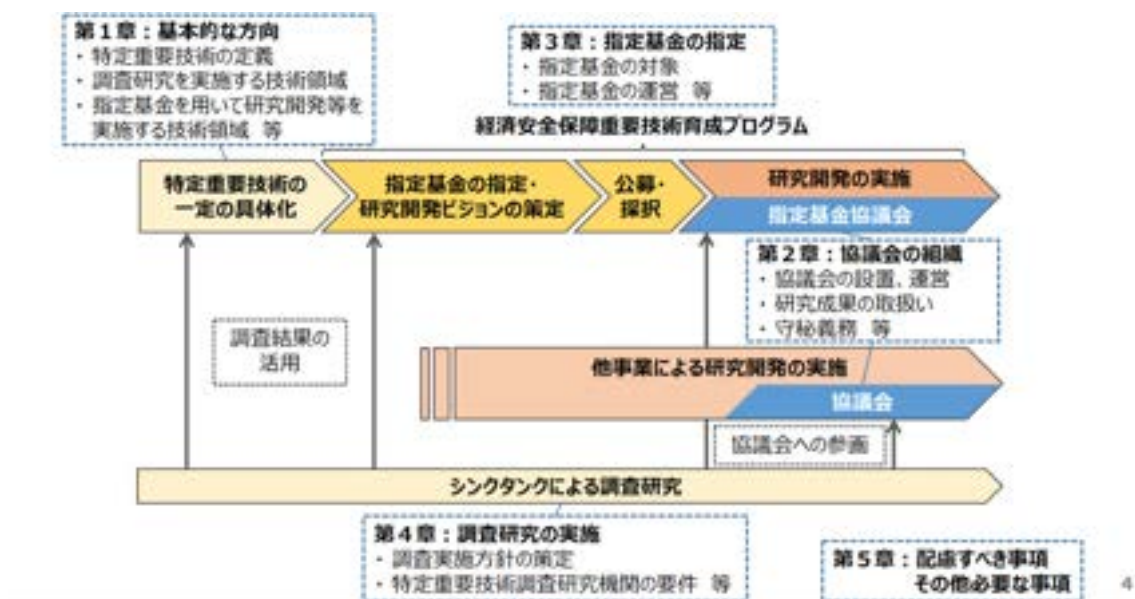 第1章：基本的な方向
・特定重要技術の定義
・調査研究を実施する技術領域
・指定基金を用いて研究開発等を
実施する技術領域 等
第3章：指定基金の指定
・指定基金の対象
・指定基金の運営 等
経済安全保障重要技術育成プログラム
特定重要技術の
一定の具体化
指定基金の指定・
研究開発ビジョンの策定
公募・
採択
研究開発の実施
指定基金協議会
第2章：協議会の組織
・協議会の設置、運営
・研究成果の取扱い
・守秘義務 等
調査結果の
活用
他事業による研究開発の実施
協議会
協議会への参画
シンクタンクによる調査研究
第4章：調査研究の実施
・調査実施方針の策定
・特定重要技術調査研究機関の要件 等
第5章：配慮すべき事項
その他必要な事項
4